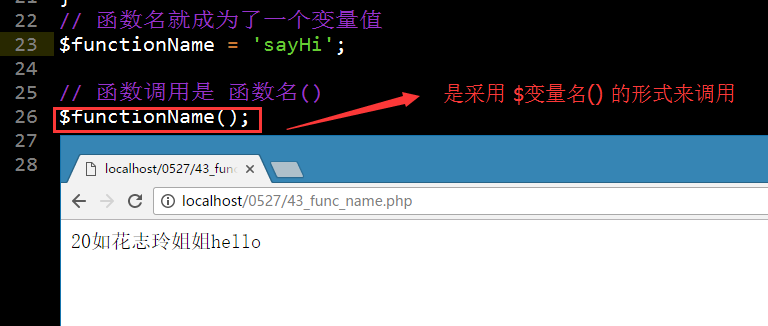 21 }
22 // 函数名就成为了一个变量值
23 $functionName = 'sayHi';
24
25 // 函数调用是 函数名()
26 $functionName();
是采用 $变量名() 的形式来调用
27
28
localhost/0527/43_func
localhost/0527/43_func_name.php
20如花志玲姐姐hello